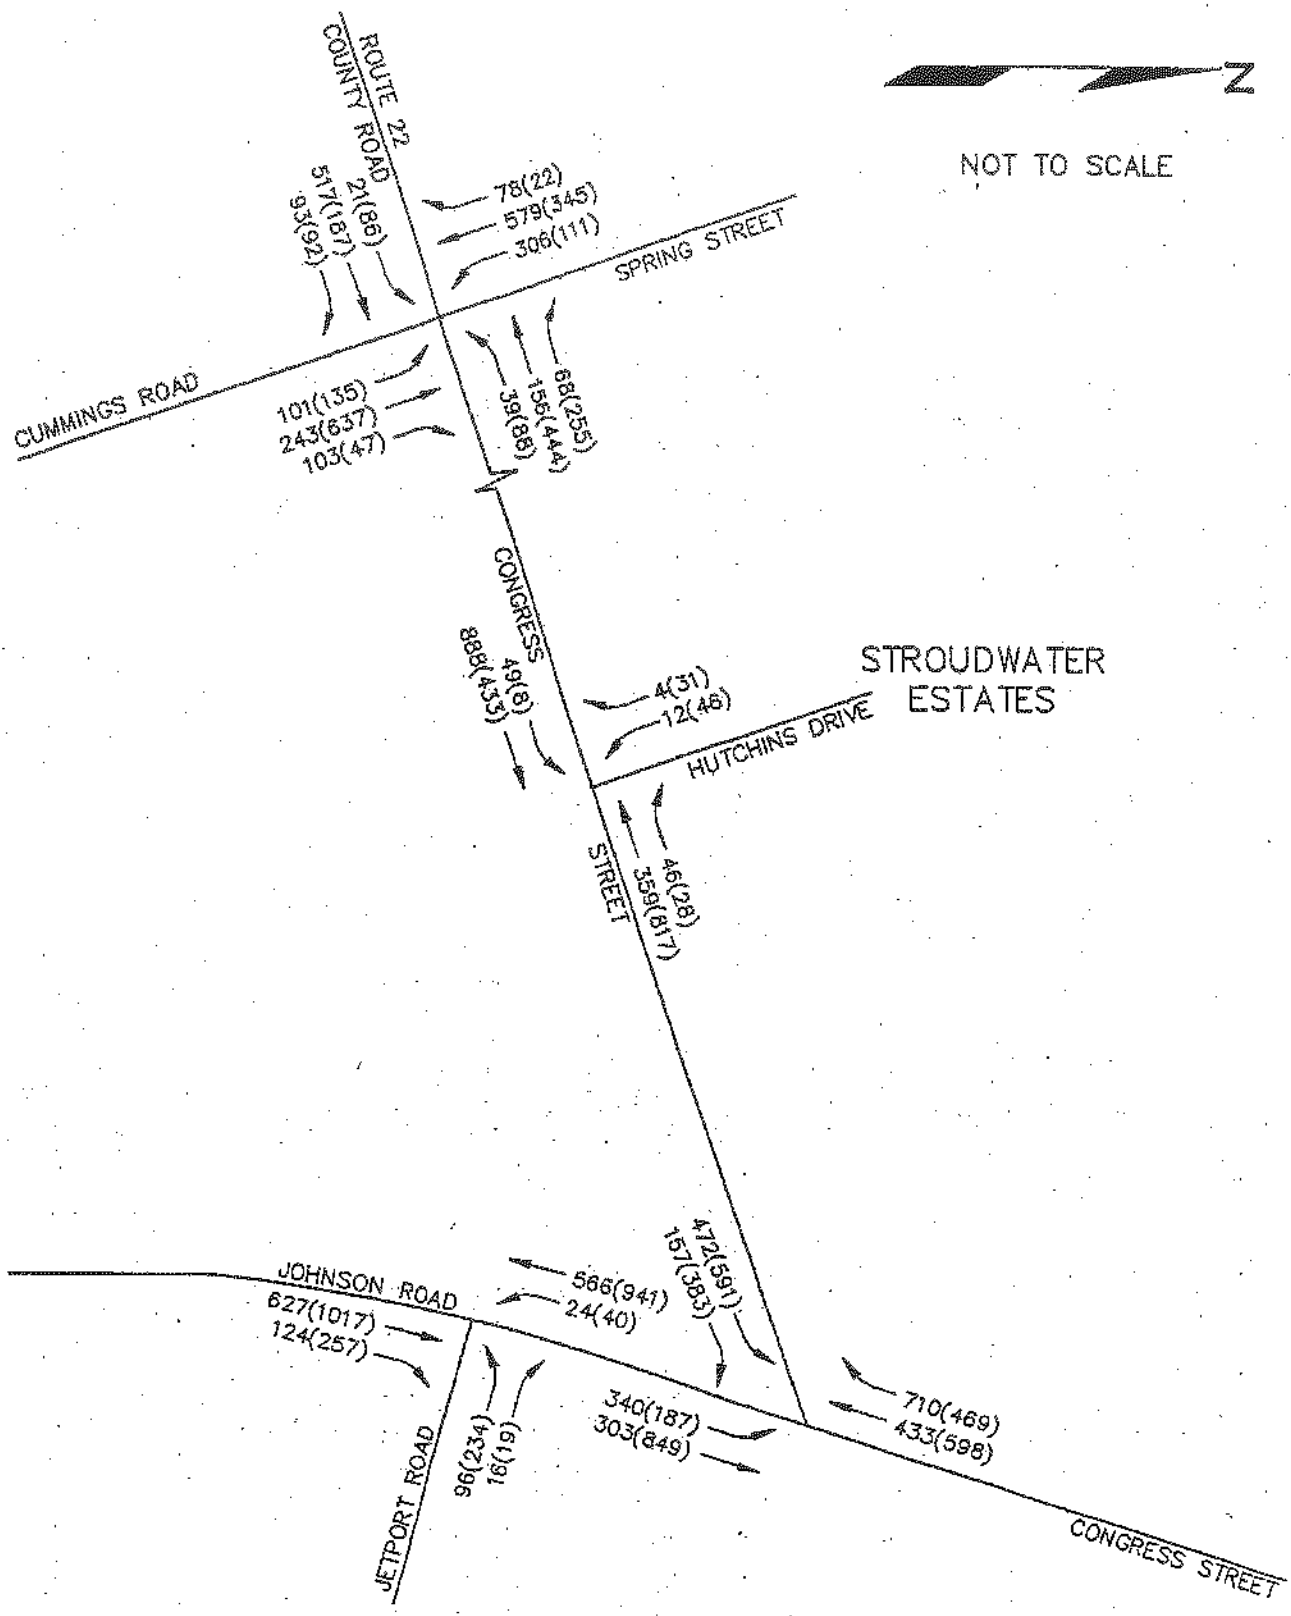 ROUTE 22
COUNTY ROAD
N
NOT TO SCALE
93(92)
517(187)
21(86)
78(22)
579(345)
306(111)
SPRING STREET
CUMMINGS ROAD
101(135)
243(637)
103(47)
39(88)
156(444)
68(255)
CONGRESS
STREET
888(433)
49(8)
4(31)
12(46)
HUTCHINS DRIVE
STROUDWATER
ESTATES
46(28)
359(817)
JOHNSON ROAD
627(1017)
124(257)
566(941)
24(40)
157(383)
472(591)
96(234)
16(19)
JETPORT ROAD
340(187)
303(849)
710(469)
433(598)
CONGRESS STREET